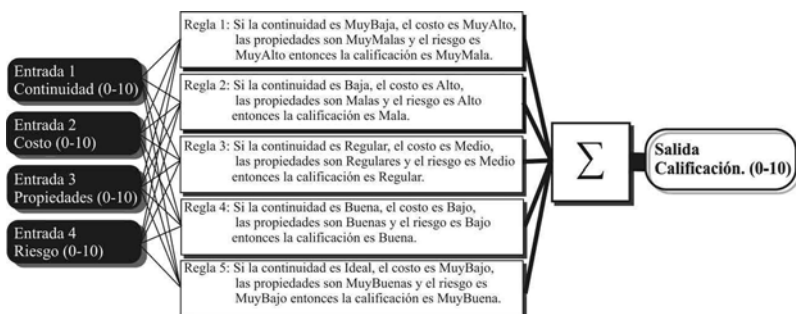 Entrada 1
Continuidad (0-10)
Entrada 2
Costo (0-10)
Entrada 3
Propiedades (0-10)
Entrada 4
Riesgo (0-10)
Regla 1: Si la continuidad es MuyBaja, el costo es MuyAlto,
las propiedades son MuyMalas y el riesgo es
MuyAlto entonces la calificación es MuyMala.
Regla 2: Si la continuidad es Baja, el costo es Alto,
las propiedades son Malas y el riesgo es Alto
entonces la calificación es Mala.
Regla 3: Si la continuidad es Regular, el costo es Medio,
las propiedades son Regulares y el riesgo es Medio
entonces la calificación es Regular.
Regla 4: Si la continuidad es Buena, el costo es Bajo,
las propiedades son Buenas y el riesgo es Bajo
entonces la calificación es Buena.
Regla 5: Si la continuidad es Ideal, el costo es MuyBajo,
las propiedades son MuyBuenas y el riesgo es
MuyBajo entonces la calificación es MuyBuena.
∑
Salida
Calificación. (0-10)